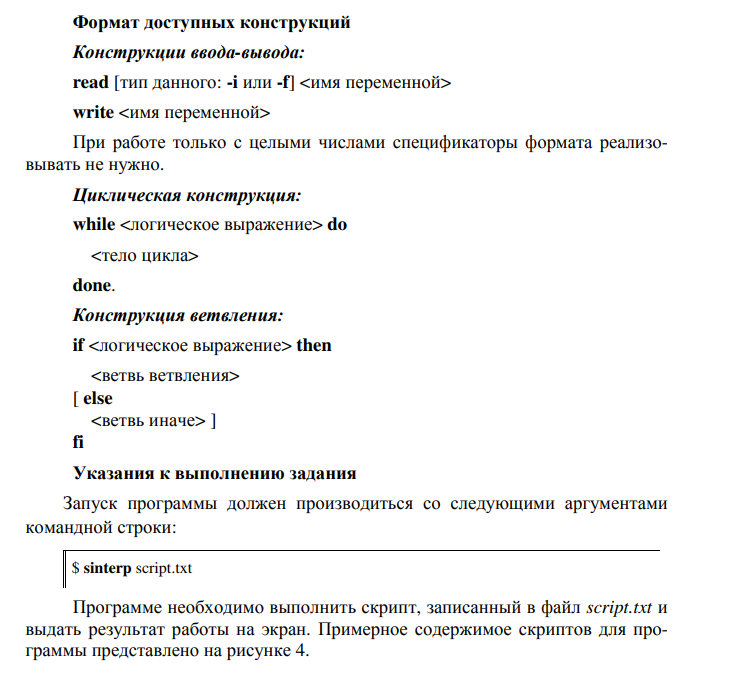 Формат доступных конструкций
Конструкции ввода-вывода:
read [тип данного: -i или -f] <имя переменной>
write <имя переменной>
При работе только с целыми числами спецификаторы формата реализо-
вывать не нужно.
Циклическая конструкция:
while <логическое выражение> do
<тело цикла>
done.
Конструкция ветвления:
if <логическое выражение> then
<ветвь ветвления>
[ else
<ветвь иначе> ]
fi
Указания к выполнению задания
Запуск программы должен производиться со следующими аргументами
командной строки:
$ sinterp script.txt
Программе необходимо выполнить скрипт, записанный в файл script.txt и
выдать результат работы на экран. Примерное содержимое скриптов для про-
граммы представлено на рисунке 4.